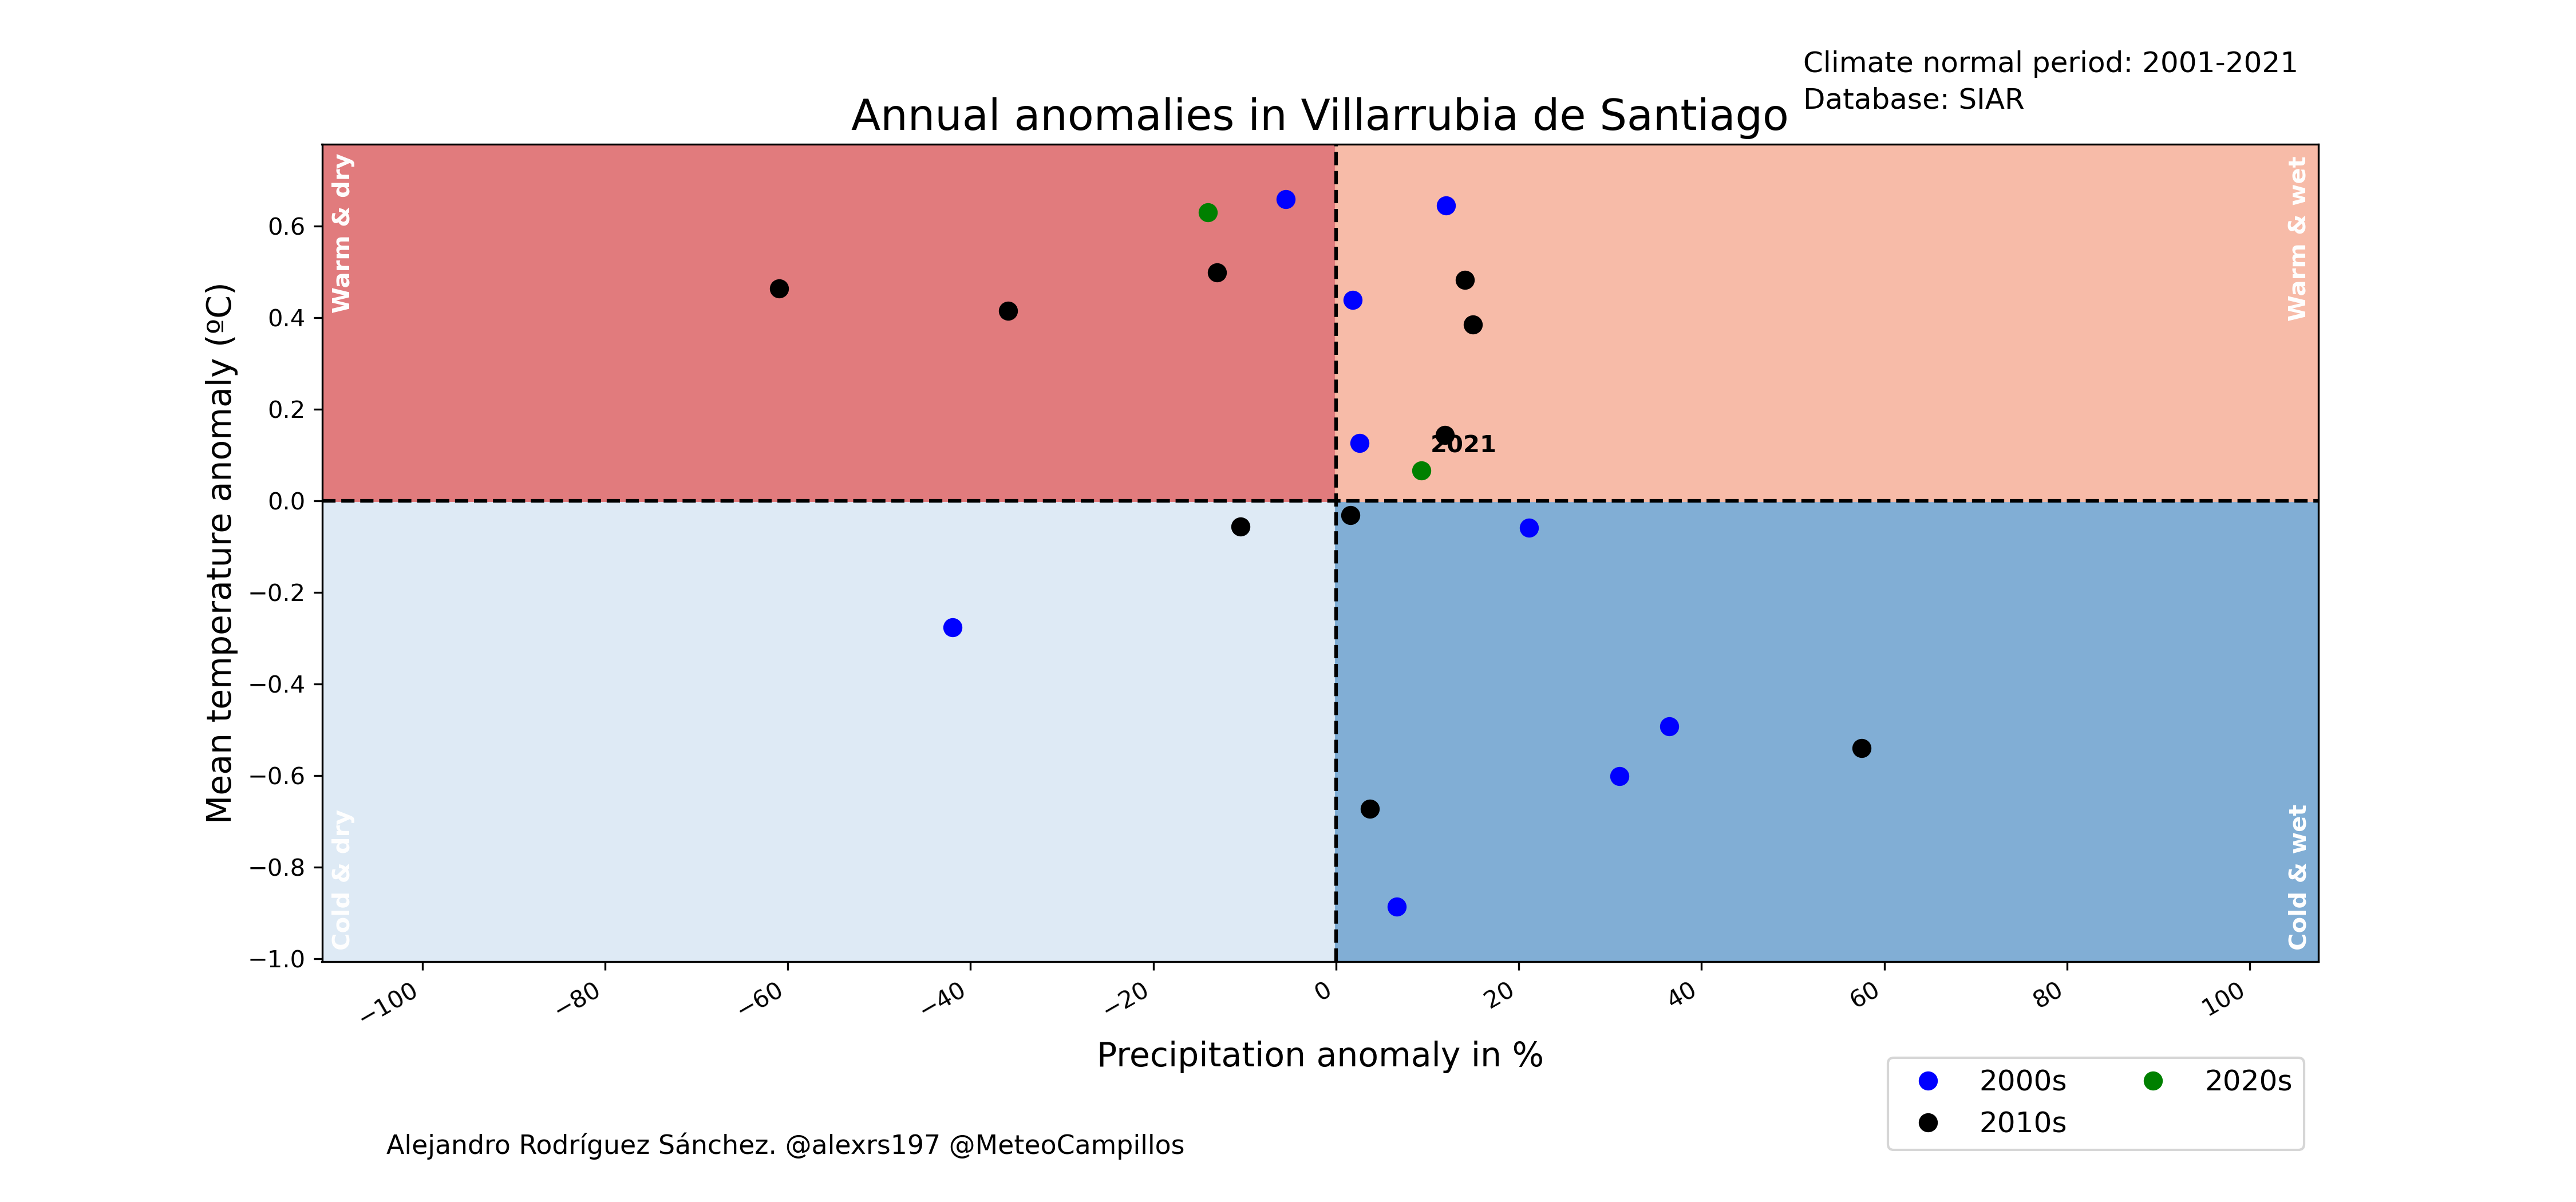 Climate normal period: 2001-2021
Database: SIAR
Annual anomalies in Villarrubia de Santiago
Warm & dry
Warm & wet
Mean temperature anomaly (ºC)
0.6
0.4
0.2
0.0
−0.2
−0.4
−0.6
−0.8
−1.0
2021
Cold & dry
Cold & wet
−100
−80
−60
−40
−20
0
20
40
60
80
100
Precipitation anomaly in %
2000s
2010s
2020s
Alejandro Rodríguez Sánchez. @alexrs197 @MeteoCampillos